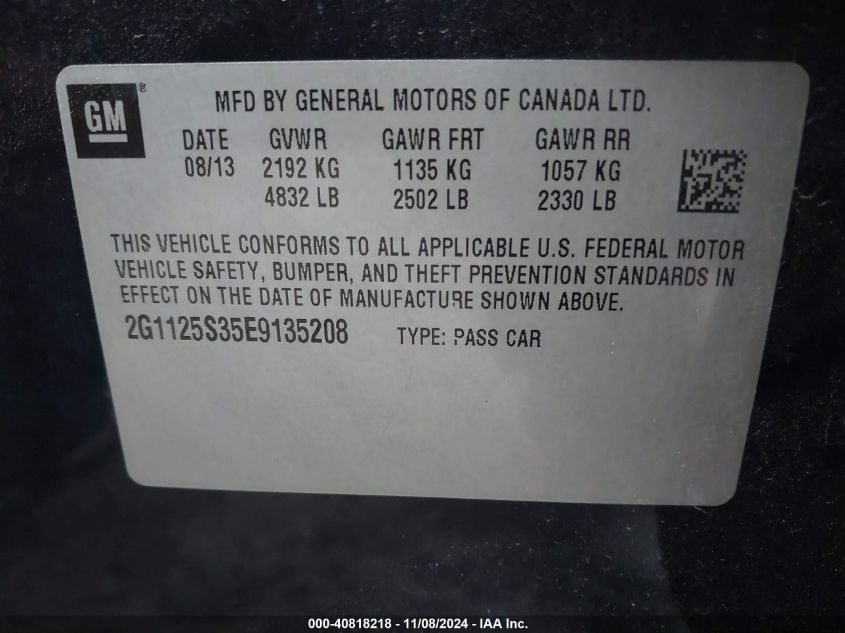 GM®
MFD BY GENERAL MOTORS OF CANADA LTD.
DATE GVWR GAWR FRT GAWR RR
08/13 2192 KG 1135 KG 1057 KG
4832 LB 2502 LB 2330 LB
THIS VEHICLE CONFORMS TO ALL APPLICABLE U.S. FEDERAL MOTOR
VEHICLE SAFETY, BUMPER, AND THEFT PREVENTION STANDARDS IN
EFFECT ON THE DATE OF MANUFACTURE SHOWN ABOVE.
2G1125S35E9135208 TYPE: PASS CAR
000-40818218 - 11/08/2024 - IAA Inc.